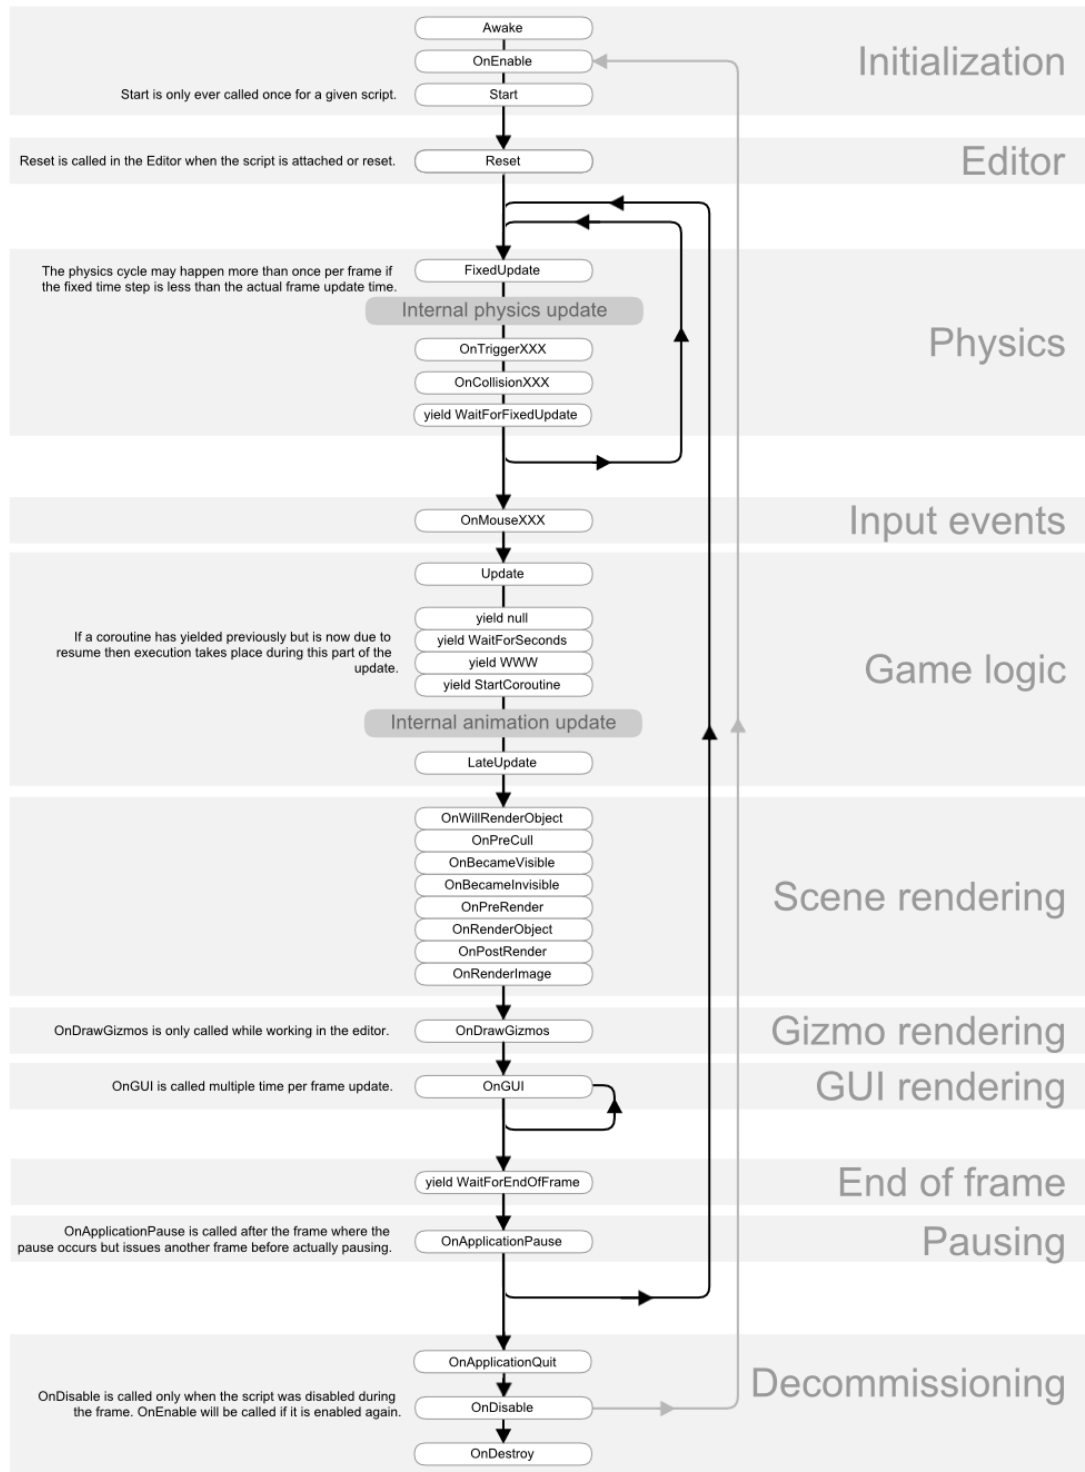 Awake
OnEnable
Initialization
Start is only ever called once for a given script.
Start
Reset is called in the Editor when the script is attached or reset.
Reset
Editor
The physics cycle may happen more than once per frame if
the fixed time step is less than the actual frame update time.
FixedUpdate
Internal physics update
Physics
OnTriggerXXX
OnCollisionXXX
yield WaitForFixedUpdate
OnMouseXXX
Input events
Update
yield null
If a coroutine has yielded previously but is now due to
resume then execution takes place during this part of the
update.
yield WaitForSeconds
yield WWW
yield StartCoroutine
Game logic
Internal animation update
LateUpdate
OnWillRenderObject
OnPreCull
OnBecameVisible
OnBecameInvisible
OnPreRender
OnRenderObject
OnPostRender
OnRenderImage
Scene rendering
OnDrawGizmos is only called while working in the editor.
OnDrawGizmos
Gizmo rendering
OnGUI is called multiple time per frame update.
OnGUI
GUI rendering
yield WaitForEndOfFrame
End of frame
OnApplicationPause is called after the frame where the
pause occurs but issues another frame before actually pausing.
OnApplicationPause
Pausing
OnApplicationQuit
Decommissioning
OnDisable is called only when the script was disabled during
the frame. OnEnable will be called if it is enabled again.
OnDisable
OnDestroy